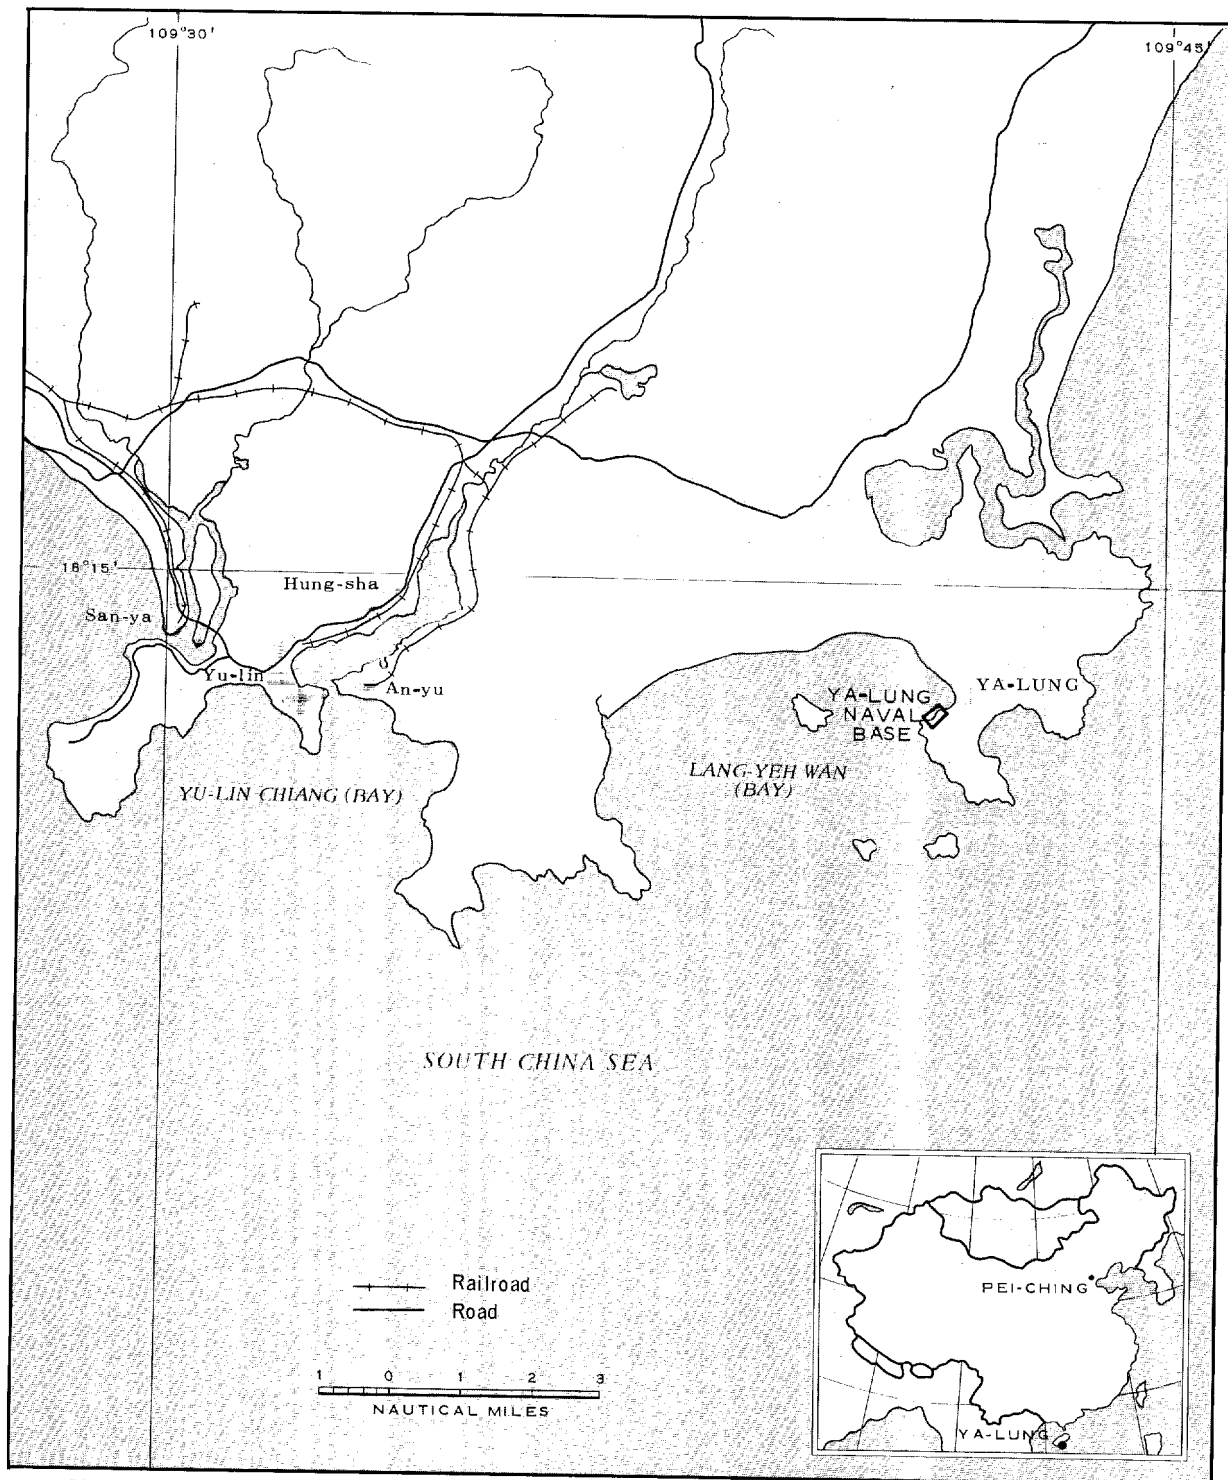 109°30'
109°45'
18°15'
Hung-sha
San-ya
Yu-lin
An-yu
YA-LUNG
NAVAL
BASE
YA-LUNG
LANG-YEH WAN
(BAY)
YU-LIN CHIANG (BAY)
SOUTH CHINA SEA
Railroad
Road
1 0 1 2 3
NAUTICAL MILES
PEI-CHING
YA-LUNG